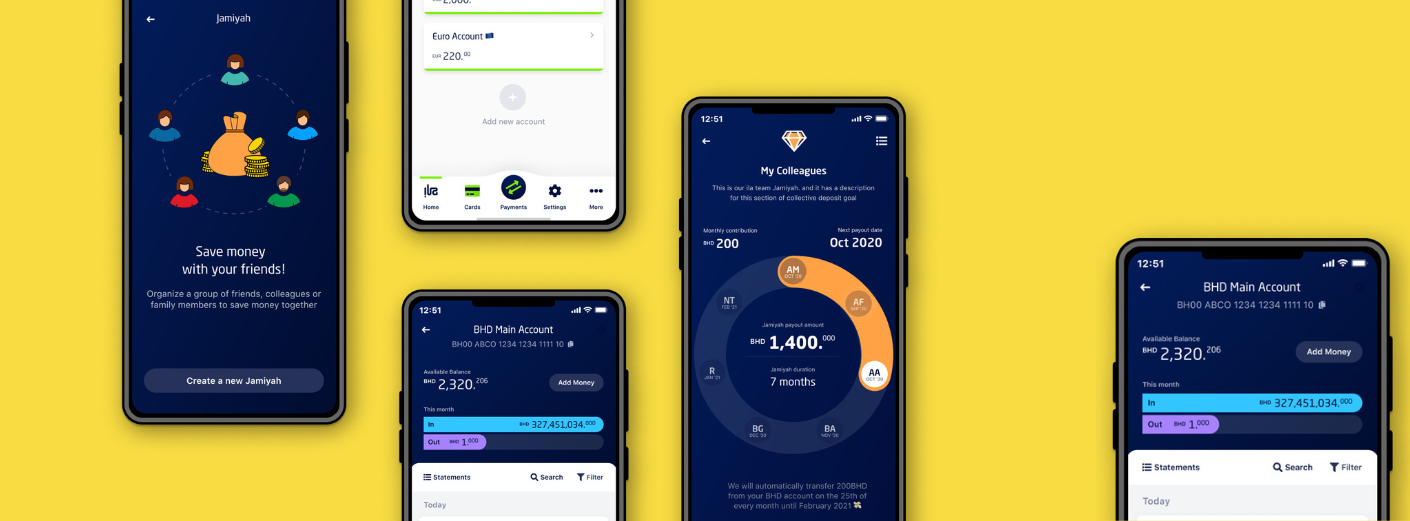 Jamiyah
Save money
with your friends!
Organize a group of friends, colleagues or
family members to save money together
Create a new Jamiyah
Euro Account
EUR 220.00
Add new account
ila
Home
Cards
Payments
Settings
More
12:51
BHD Main Account
BH00 ABCO 1234 1234 1111 10
Available Balance
BHD 2,320.206
Add Money
This month
In BHD 327,451,034.000
Out BHD 1.000
Statements Search Filter
Today
12:51
My Colleagues
This is our ila team Jamiyah, and it has a description
for this section of collective deposit goal
Monthly contribution
BHD 200
Next payout date
Oct 2020
AM
OCT '20
NT
FEB '21
AF
Jamiyah payout amount
BHD 1,400.000
R
JAN '21
Jamiyah duration
7 months
AA
OCT '20
BG
DEC '20
BA
NOV '20
We will automatically transfer 200BHD
from your BHD account on the 25th of
every month until February 2021
12:51
BHD Main Account
BH00 ABCO 1234 1234 1111 10
Available Balance
BHD 2,320.206
Add Money
This month
In BHD 327,451,034.000
Out BHD 1.000
Statements Search Filter
Today